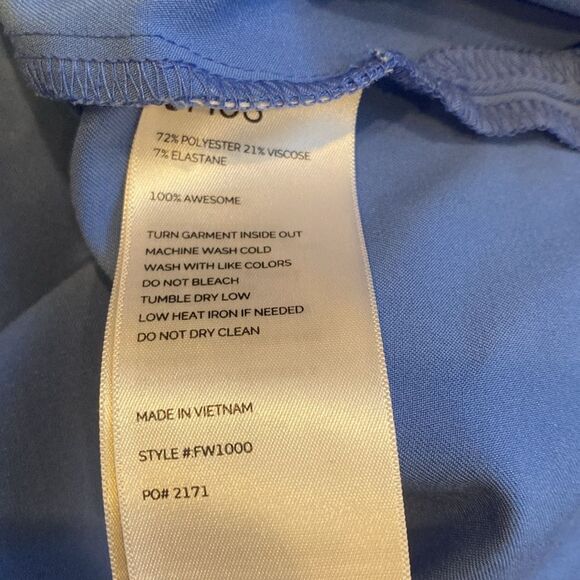 72% POLYESTER 21% VISCOSE
7% ELASTANE
100% AWESOME
TURN GARMENT INSIDE OUT
MACHINE WASH COLD
WASH WITH LIKE COLORS
DO NOT BLEACH
TUMBLE DRY LOW
LOW HEAT IRON IF NEEDED
DO NOT DRY CLEAN
MADE IN VIETNAM
STYLE #:FW1000
PO# 2171